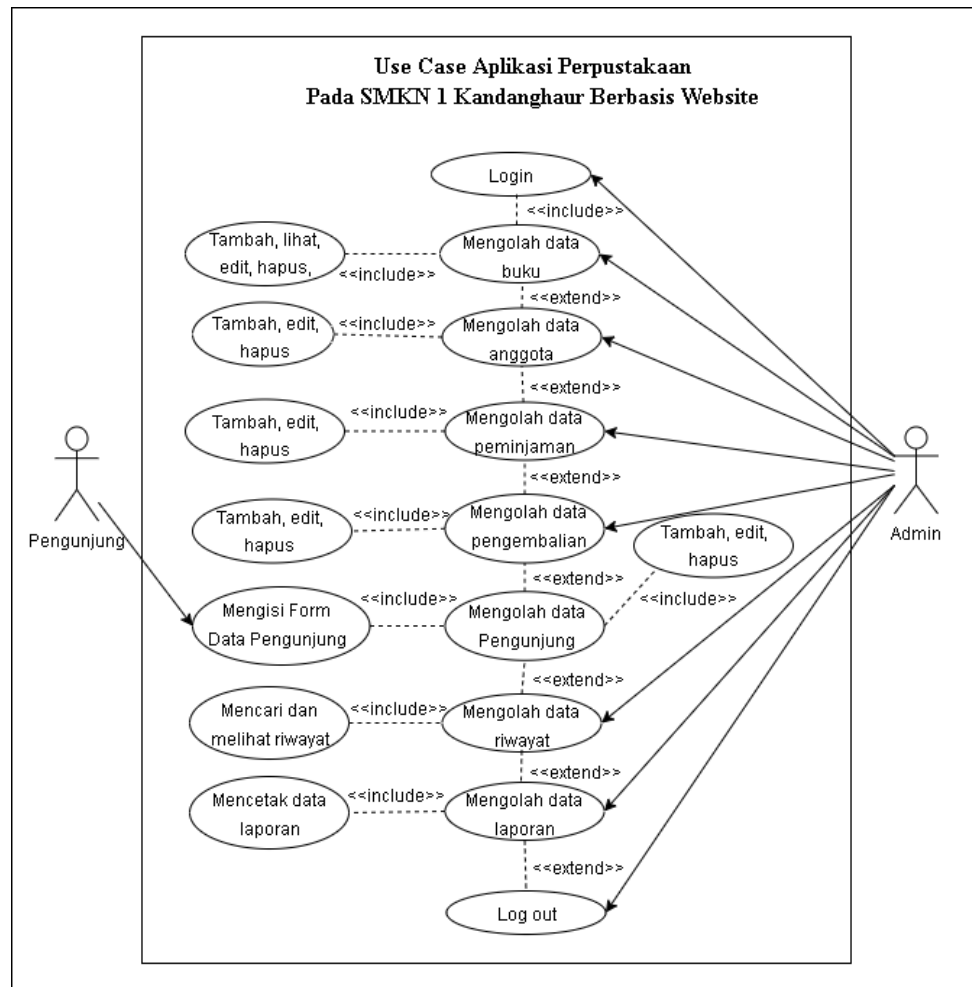 Use Case Aplikasi Perpustakaan
Pada SMKN 1 Kandanghaur Berbasis Website
Login
<<include>>
Tambah, lihat,
edit, hapus,
<<include>>
Mengolah data
buku
<<extend>>
Tambah, edit,
hapus
<<include>>
Mengolah data
anggota
<<extend>>
Tambah, edit,
hapus
<<include>>
Mengolah data
peminjaman
<<extend>>
Pengunjung
Tambah, edit,
hapus
<<include>>
Mengolah data
pengembalian
Tambah, edit,
hapus
Admin
<<extend>>
<<include>>
Mengisi Form
Data Pengunjung
<<include>>
Mengolah data
Pengunjung
<<extend>>
Mencari dan
melihat riwayat
<<include>>
Mengolah data
riwayat
<<extend>>
Mencetak data
laporan
<<include>>
Mengolah data
laporan
<<extend>>
Log out